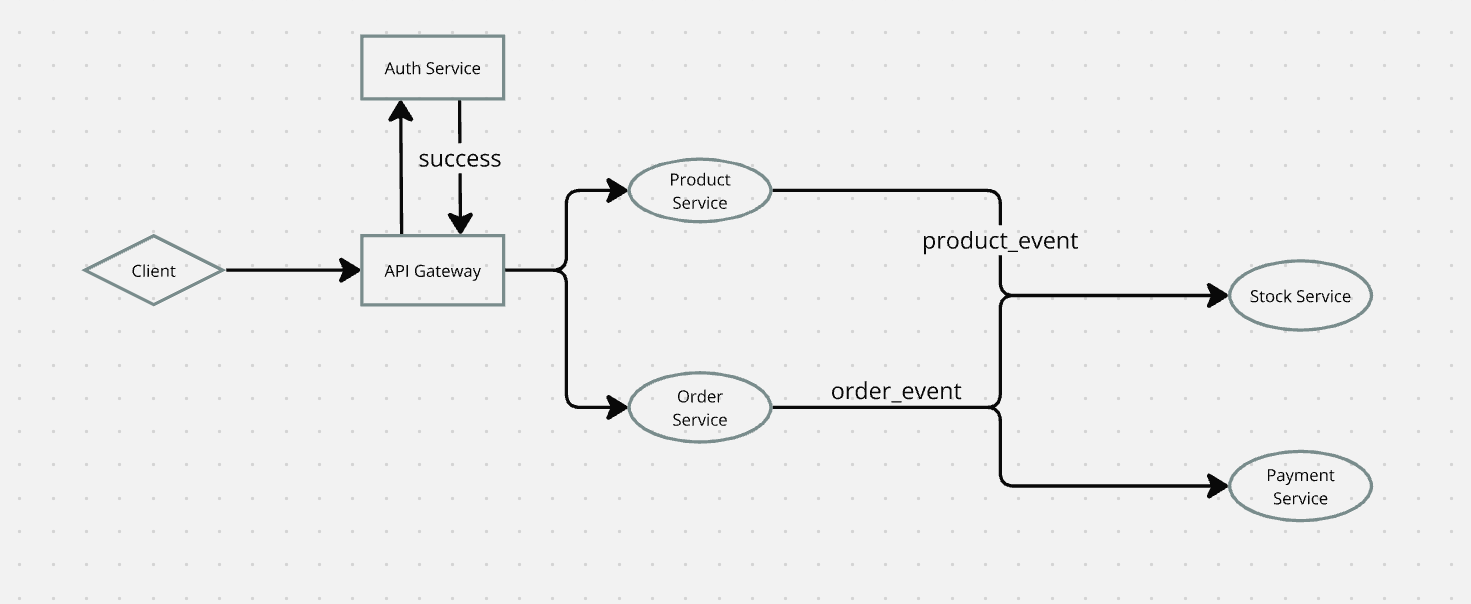 Auth Service
success
Client
API Gateway
Product
Service
product_event
Stock Service
order_event
Order
Service
Payment
Service